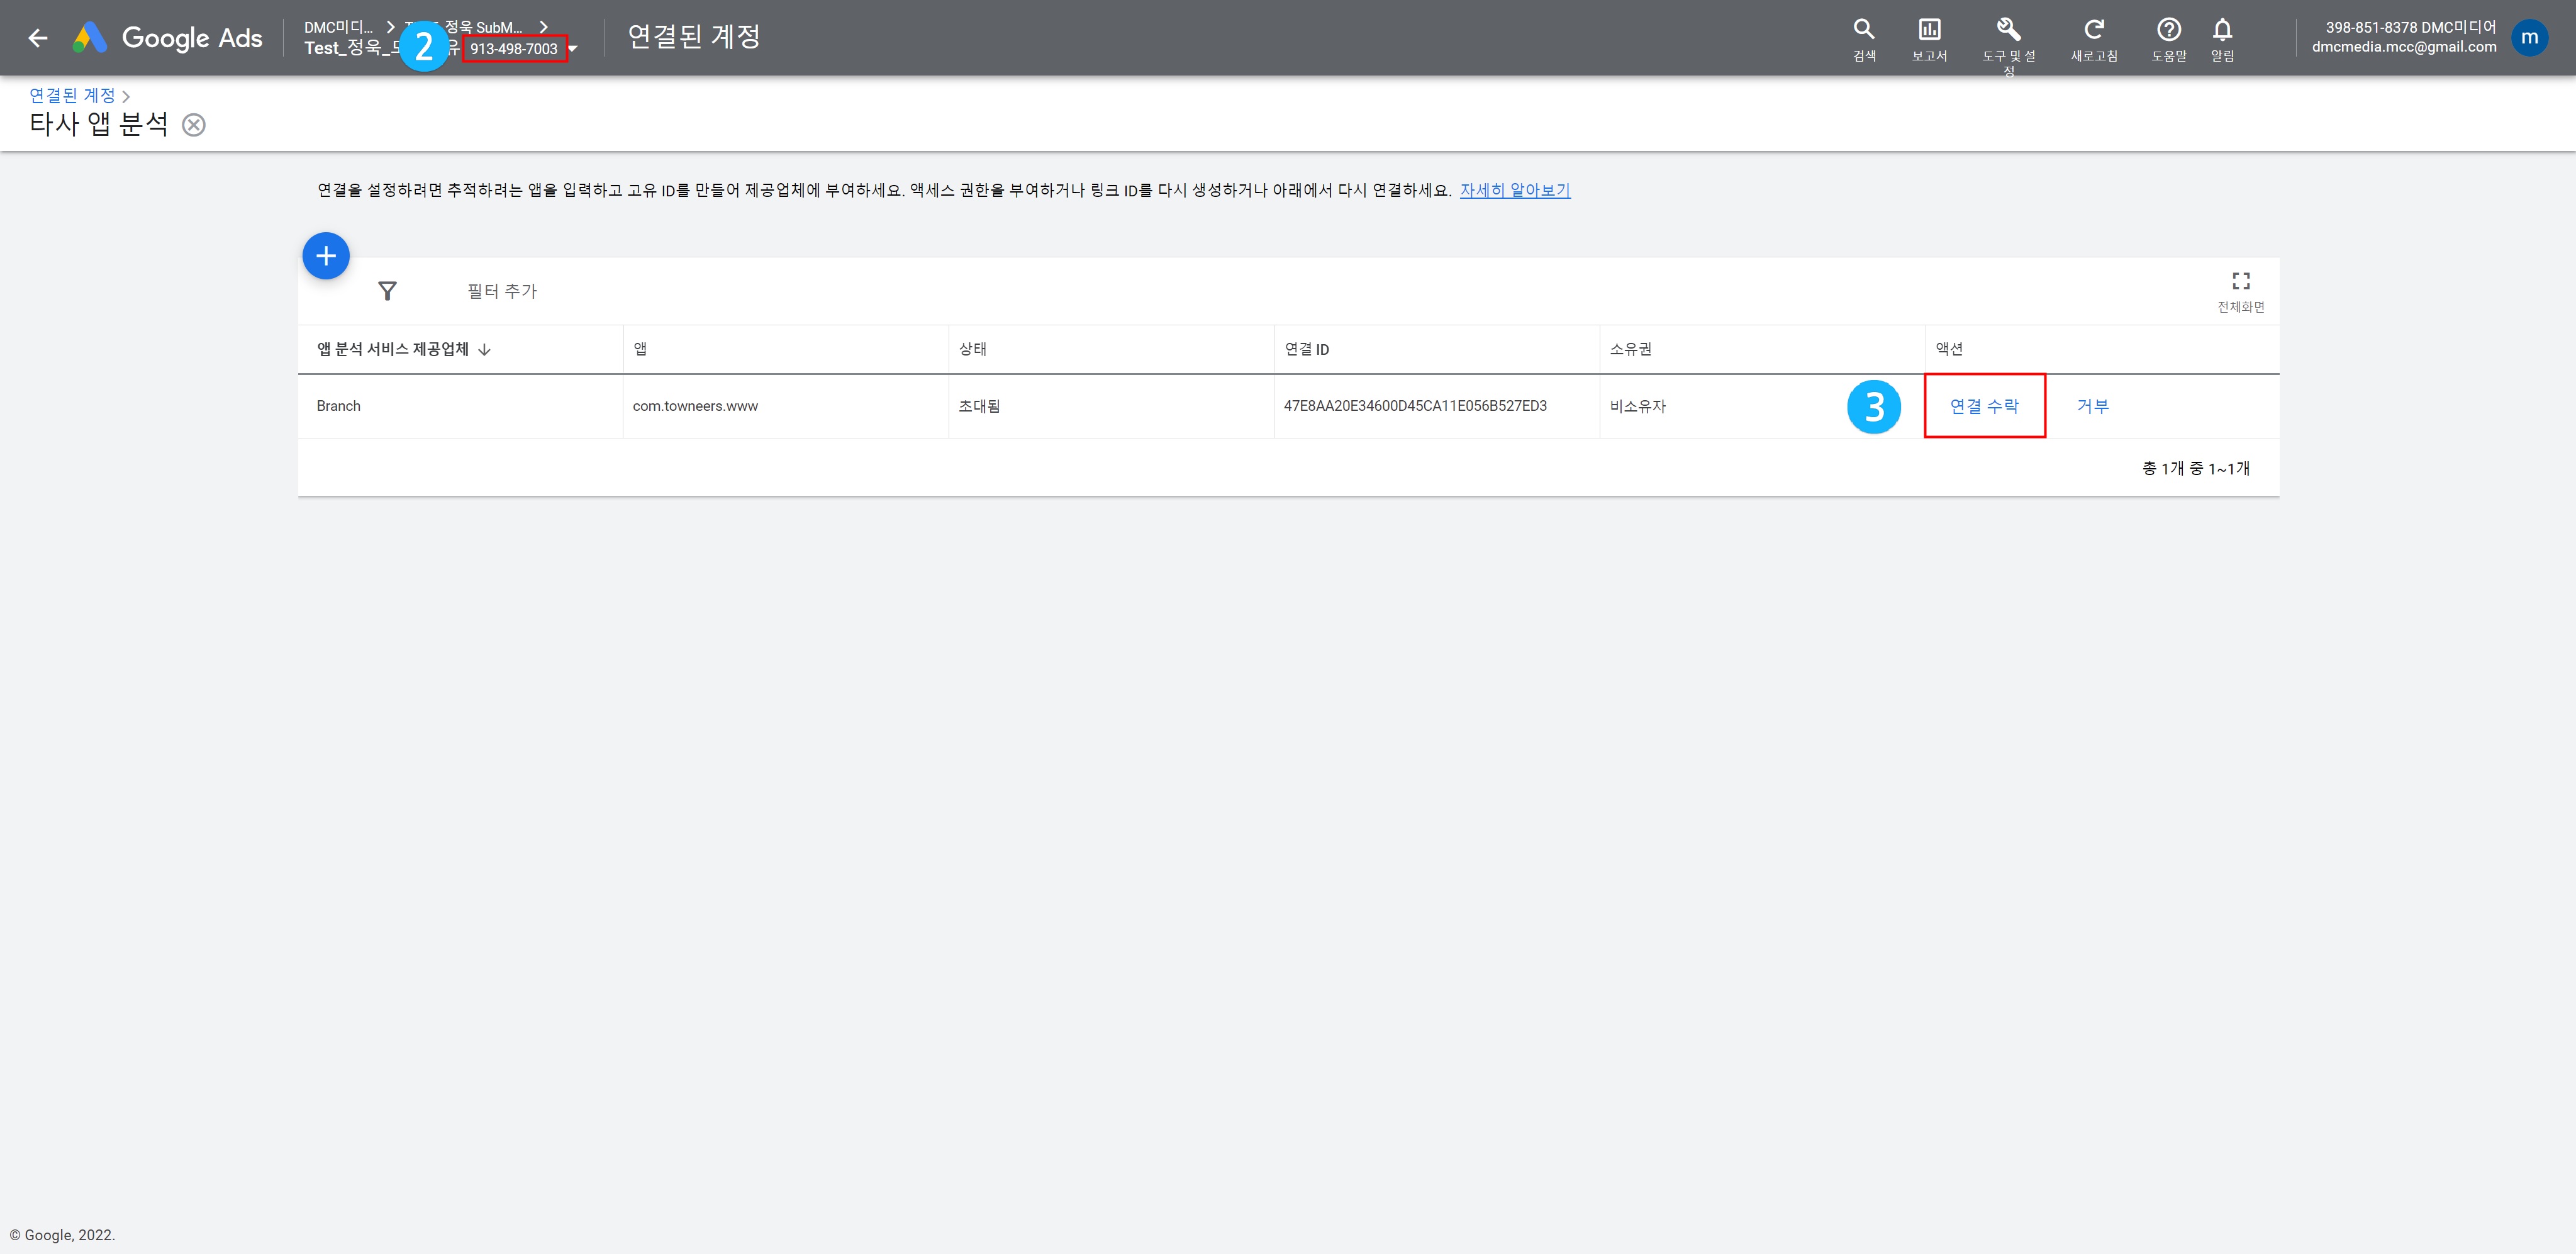 Google Ads
DMC미디... > 정욱 SubM... >
Test_정욱_ 2 유 913-498-7003
연결된 계정
검색
보고서
도구 및 설
정
새로고침
도움말
알림
398-851-8378 DMC미디어
dmcmedia.mcc@gmail.com
m
연결된 계정 >
타사 앱 분석
연결을 설정하려면 추적하려는 앱을 입력하고 고유 ID를 만들어 제공업체에 부여하세요. 액세스 권한을 부여하거나 링크 ID를 다시 생성하거나 아래에서 다시 연결하세요. 자세히 알아보기
필터 추가
전체화면
앱 분석 서비스 제공업체 앱 상태 연결 ID 소유권 액션
Branch com.towneers.www 초대됨 47E8AA20E34600D45CA11E056B527ED3 비소유자 3 연결 수락 거부
총 1개 중 1~1개
© Google, 2022.